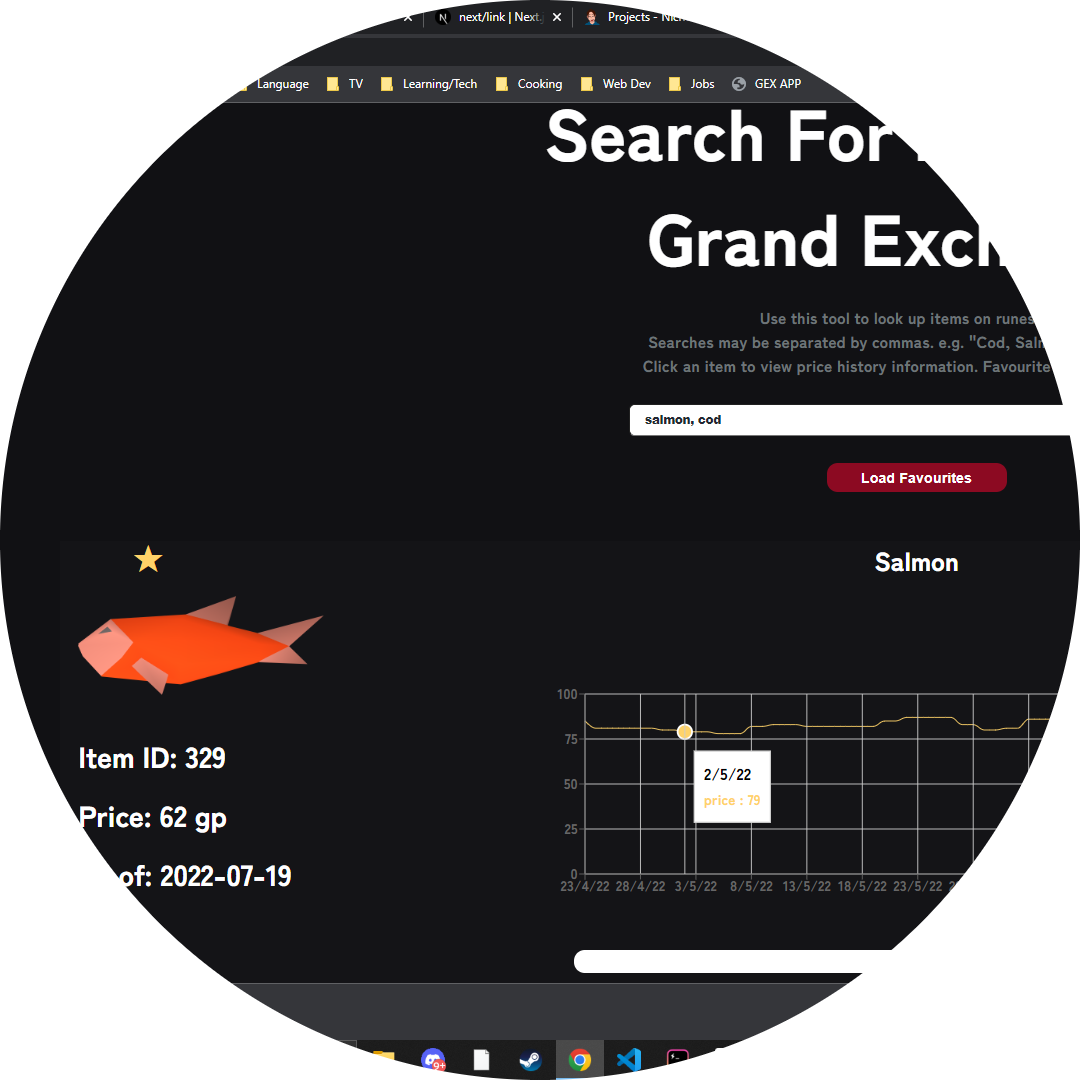 next/link | Next.j
Projects - Nich
Language TV Learning/Tech Cooking Web Dev Jobs GEX APP
Search For
Grand Exch
Use this tool to look up items on runes
Searches may be separated by commas. e.g. "Cod, Salm
Click an item to view price history information. Favourite
salmon, cod
Load Favourites
Salmon
Item ID: 329
Price: 62 gp
of: 2022-07-19
100
75
50
25
0
2/5/22
price : 79
23/4/22 28/4/22 3/5/22 8/5/22 13/5/22 18/5/22 23/5/22
9+